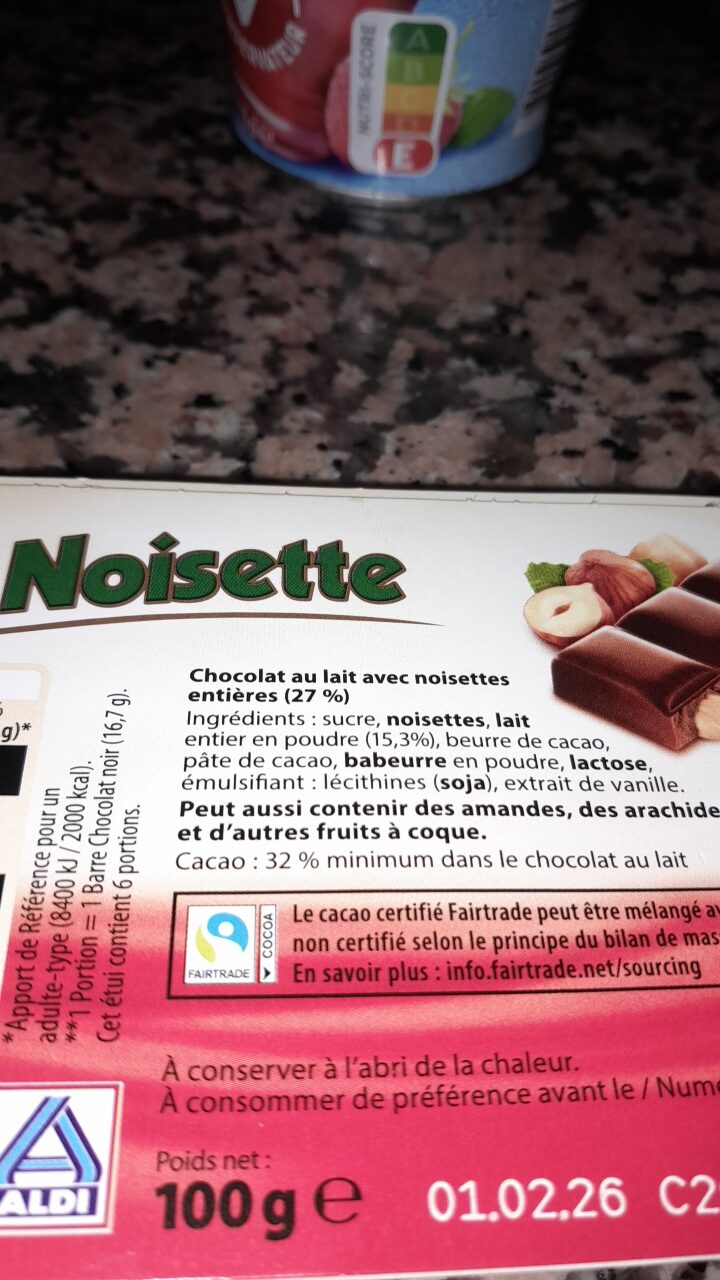 NUTRI-SCORE
A
B
C
D
E
Noisette
Chocolat au lait avec noisettes
entières (27 %)
Ingrédients : sucre, noisettes, lait
entier en poudre (15,3%), beurre de cacao,
pâte de cacao, babeurre en poudre, lactose,
émulsifiant : lécithines (soja), extrait de vanille.
Peut aussi contenir des amandes, des arachide
et d'autres fruits à coque.
Cacao : 32 % minimum dans le chocolat au lait
g)*
*Apport de Référence pour un
adulte-type (8400 kJ / 2000 kcal).
**1 Portion = 1 Barre Chocolat noir (16,7 g).
Cet étui contient 6 portions.
FAIRTRADE
COCOA
Le cacao certifié Fairtrade peut être mélangé av
non certifié selon le principe du bilan de mas
En savoir plus : info.fairtrade.net/sourcing
À conserver à l'abri de la chaleur.
À consommer de préférence avant le / Numé
ALDI
Poids net :
100 g e
01.02.26 C2